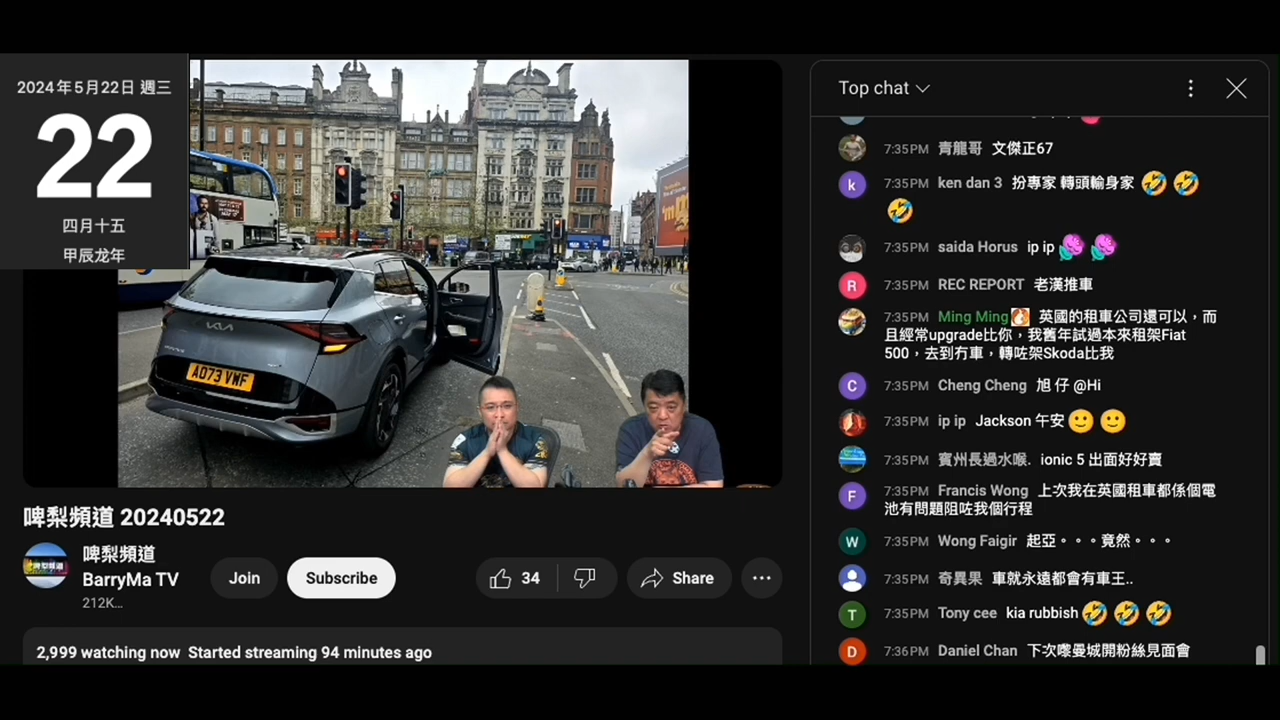 2024年5月22日 週三
22
四月十五
甲辰龙年
KIA
AO73 VWF
啤梨頻道 20240522
啤梨頻道
啤梨頻道
BarryMa TV
212K...
Join
Subscribe
34
Share
2,999 watching now Started streaming 94 minutes ago
Top chat
7:35PM 青龍哥 文傑正67
k
7:35PM ken dan 3 扮專家 轉頭輸身家 🤣 🤣
🤣
7:35PM saida Horus ip ip
R
7:35PM REC REPORT 老漢推車
7:35PM Ming Ming 英國的租車公司還可以，而
且經常upgrade比你，我舊年試過本來租架Fiat
500，去到冇車，轉咗架Skoda比我
C
7:35PM Cheng Cheng 旭 仔 @Hi
7:35PM ip ip Jackson 午安 🙂 🙂
7:35PM 賓州長過水喉. ionic 5 出面好好賣
F
7:35PM Francis Wong 上次我在英國租車都係個電
池有問題阻咗我個行程
W
7:35PM Wong Faigir 起亞。。。竟然。。。
7:35PM 奇異果 車就永遠都會有車王..
T
7:35PM Tony cee kia rubbish 🤣 🤣 🤣
D
7:36PM Daniel Chan 下次嚟曼城開粉絲見面會